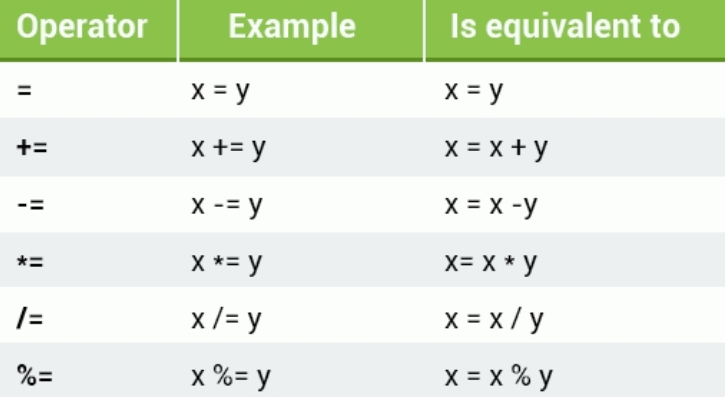 Operator Example Is equivalent to
= x = y x = y
+= x += y x = x + y
-= x -= y x = x -y
*= x *= y x= x * y
/= x /= y x = x / y
%= x %= y x = x % y